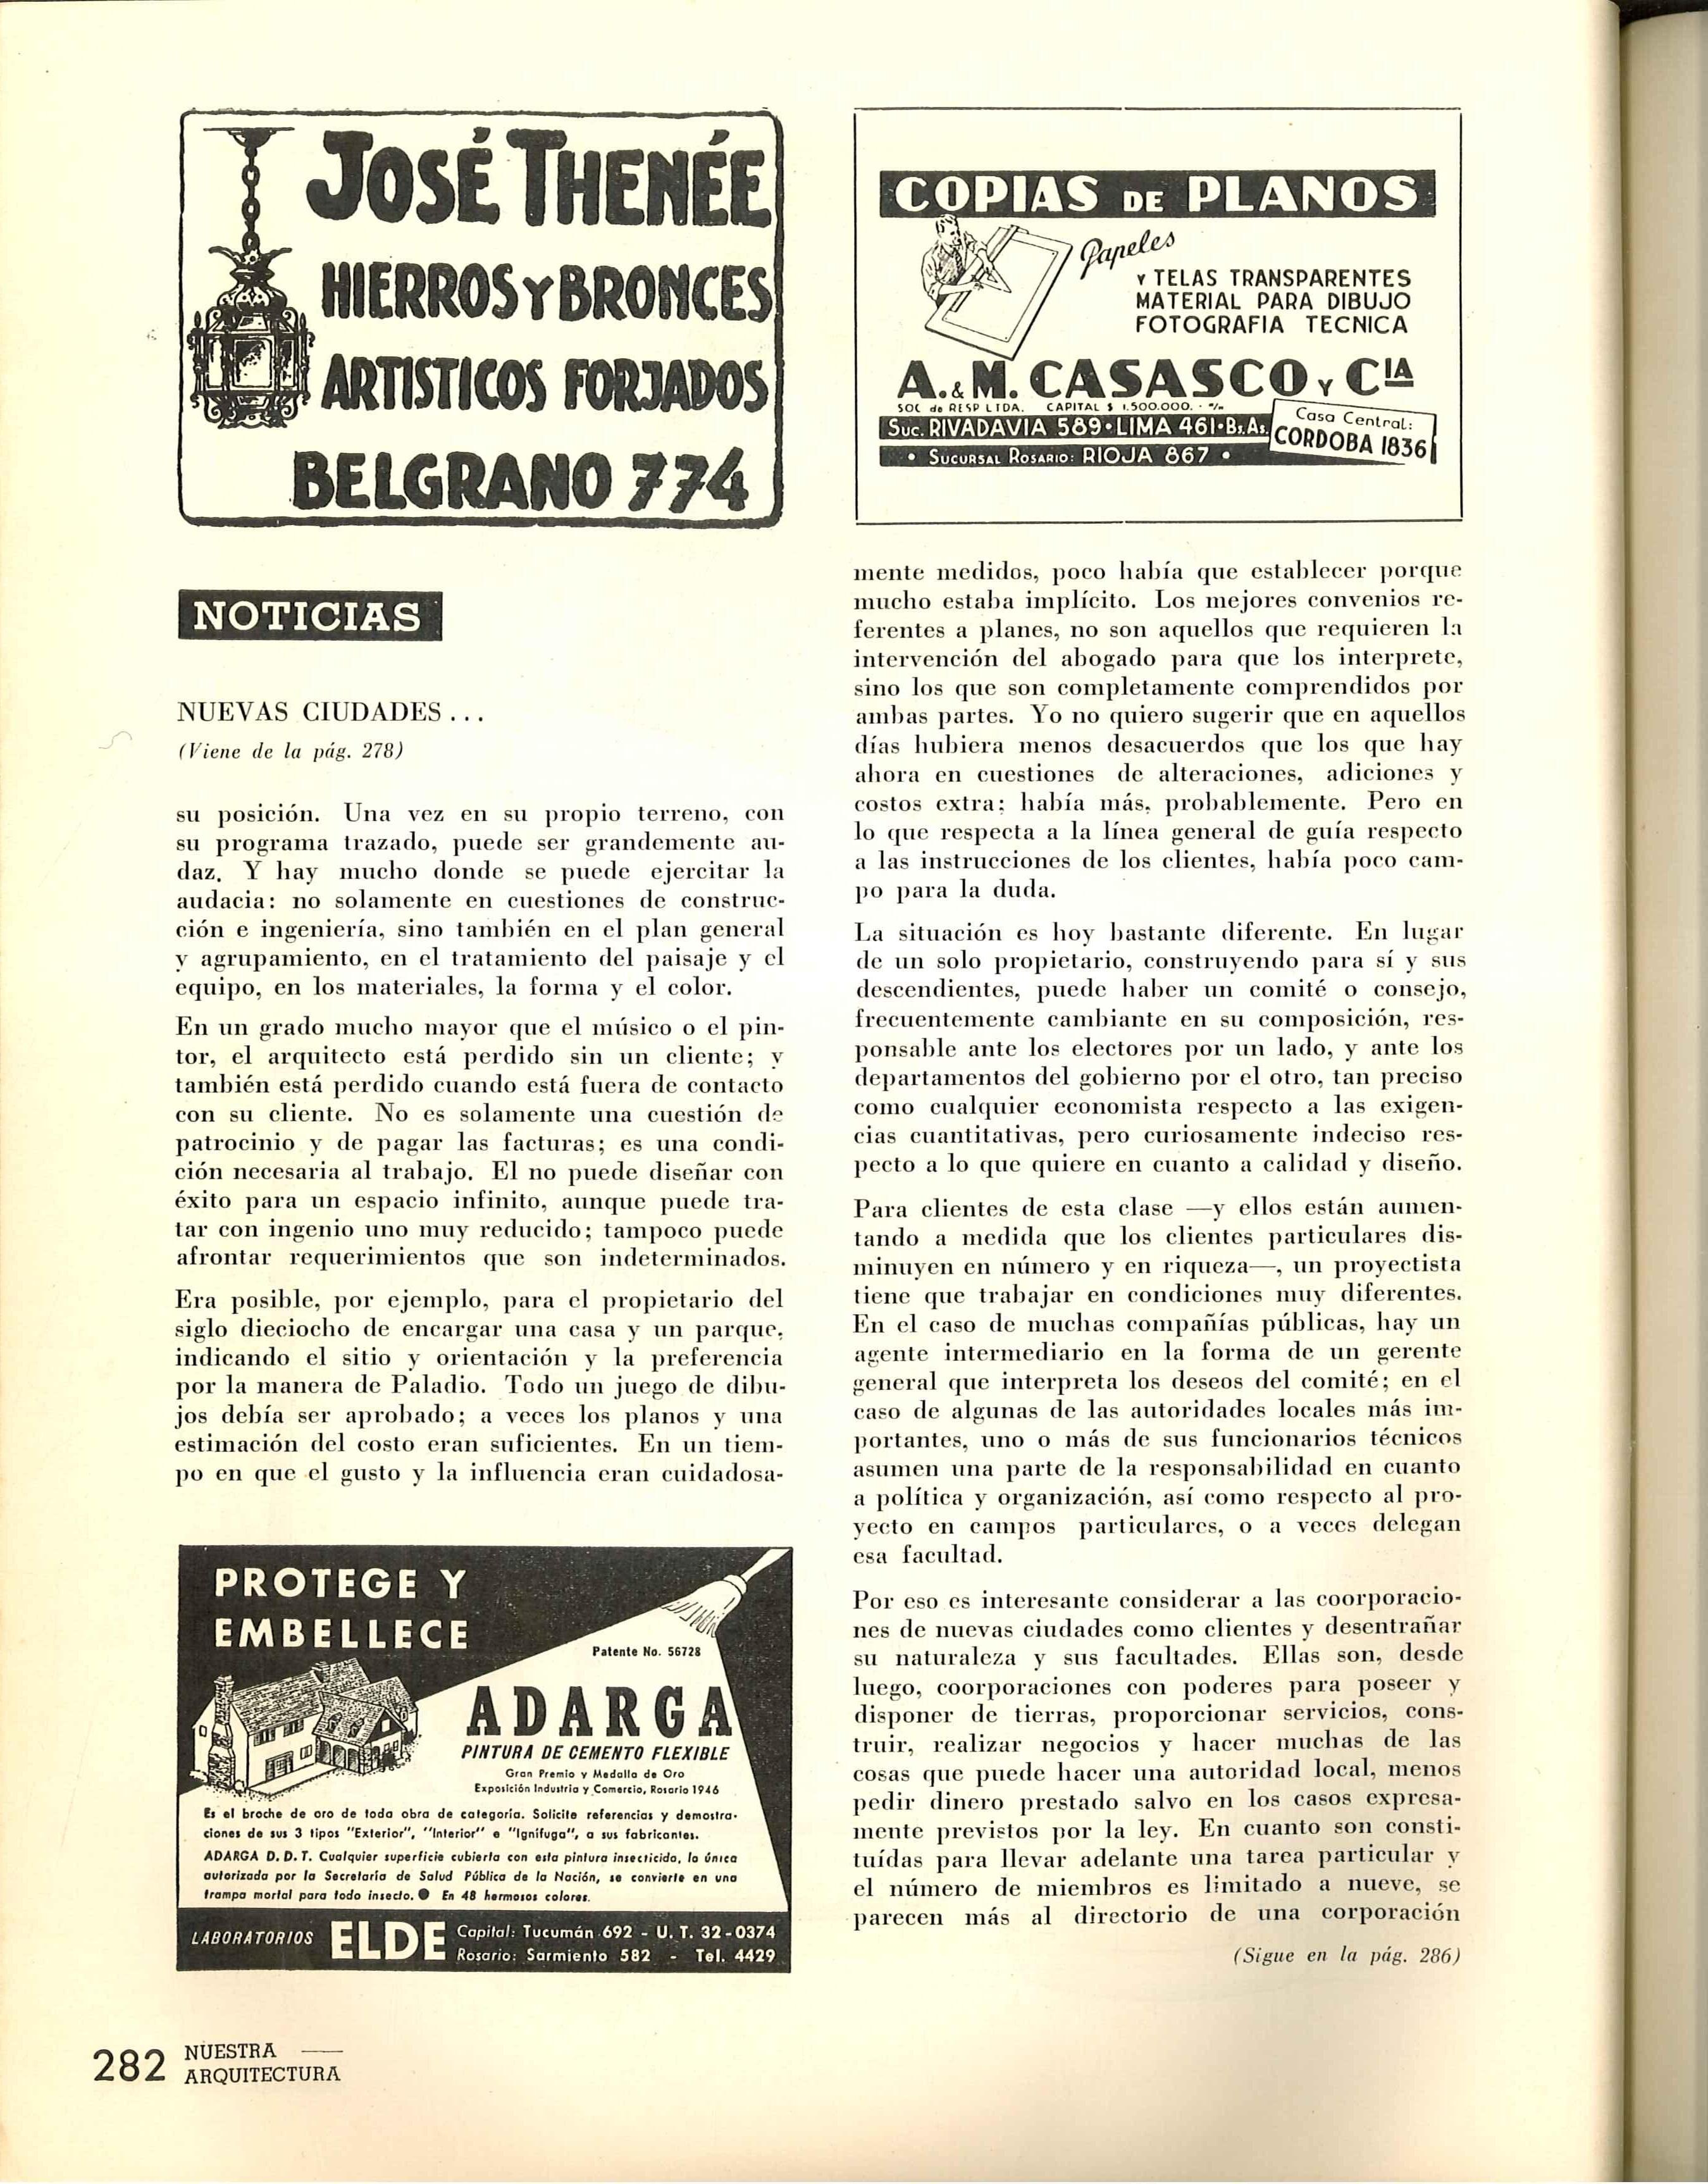 JOSÉ THENÉE
HIERROS Y BRONCES
ARTISTICOS FORJADOS
BELGRANO 774
COPIAS DE PLANOS
Papeles
Y TELAS TRANSPARENTES
MATERIAL PARA DIBUJO
FOTOGRAFIA TECNICA
A. & M. CASASCO Y CIA
SOC de RESP LTDA. CAPITAL $ 1.500.000.-
Suc. RIVADAVIA 589 • LIMA 461 • Bs. As.
Casa Central:
CORDOBA 1836
• SUCURSAL ROSARIO: RIOJA 867 •
NOTICIAS
NUEVAS CIUDADES...
(Viene de la pág. 278)
su posición. Una vez en su propio terreno, con
su programa trazado, puede ser grandemente au-
daz. Y hay mucho donde se puede ejercitar la
audacia: no solamente en cuestiones de construc-
ción e ingeniería, sino también en el plan general
y agrupamiento, en el tratamiento del paisaje y el
equipo, en los materiales, la forma y el color.
En un grado mucho mayor que el músico o el pin-
tor, el arquitecto está perdido sin un cliente; y
también está perdido cuando está fuera de contacto
con su cliente. No es solamente una cuestión de
patrocinio y de pagar las facturas; es una condi-
ción necesaria al trabajo. El no puede diseñar con
éxito para un espacio infinito, aunque puede tra-
tar con ingenio uno muy reducido; tampoco puede
afrontar requerimientos que son indeterminados.
Era posible, por ejemplo, para el propietario del
siglo dieciocho de encargar una casa y un parque,
indicando el sitio y orientación y la preferencia
por la manera de Paladio. Todo un juego de dibu-
jos debía ser aprobado; a veces los planos y una
estimación del costo eran suficientes. En un tiem-
po en que el gusto y la influencia eran cuidadosa-
PROTEGE Y
EMBELLECE
Patente No. 56728
ADARGA
PINTURA DE CEMENTO FLEXIBLE
Gran Premio y Medalla de Oro
Exposición Industria y Comercio, Rosario 1946
Es el broche de oro de toda obra de categoría. Solicite referencias y demostra-
ciones de sus 3 tipos "Exterior", "Interior" e "Ignífuga", a sus fabricantes.
ADARGA D. D. T. Cualquier superficie cubierta con esta pintura insecticida, la única
autorizada por la Secretaría de Salud Pública de la Nación, se convierte en una
trampa mortal para todo insecto. ● En 48 hermosos colores.
LABORATORIOS ELDE
Capital: Tucumán 692 - U. T. 32-0374
Rosario: Sarmiento 582 - Tel. 4429
mente medidos, poco había que establecer porque
mucho estaba implícito. Los mejores convenios re-
ferentes a planes, no son aquellos que requieren la
intervención del abogado para que los interprete,
sino los que son completamente comprendidos por
ambas partes. Yo no quiero sugerir que en aquellos
días hubiera menos desacuerdos que los que hay
ahora en cuestiones de alteraciones, adiciones y
costos extra: había más, probablemente. Pero en
lo que respecta a la línea general de guía respecto
a las instrucciones de los clientes, había poco cam-
po para la duda.
La situación es hoy bastante diferente. En lugar
de un solo propietario, construyendo para sí y sus
descendientes, puede haber un comité o consejo,
frecuentemente cambiante en su composición, res-
ponsable ante los electores por un lado, y ante los
departamentos del gobierno por el otro, tan preciso
como cualquier economista respecto a las exigen-
cias cuantitativas, pero curiosamente indeciso res-
pecto a lo que quiere en cuanto a calidad y diseño.
Para clientes de esta clase —y ellos están aumen-
tando a medida que los clientes particulares dis-
minuyen en número y en riqueza—, un proyectista
tiene que trabajar en condiciones muy diferentes.
En el caso de muchas compañías públicas, hay un
agente intermediario en la forma de un gerente
general que interpreta los deseos del comité; en el
caso de algunas de las autoridades locales más im-
portantes, uno o más de sus funcionarios técnicos
asumen una parte de la responsabilidad en cuanto
a política y organización, así como respecto al pro-
yecto en campos particulares, o a veces delegan
esa facultad.
Por eso es interesante considerar a las coorporacio-
nes de nuevas ciudades como clientes y desentrañar
su naturaleza y sus facultades. Ellas son, desde
luego, coorporaciones con poderes para poseer y
disponer de tierras, proporcionar servicios, cons-
truir, realizar negocios y hacer muchas de las
cosas que puede hacer una autoridad local, menos
pedir dinero prestado salvo en los casos expresa-
mente previstos por la ley. En cuanto son consti-
tuídas para llevar adelante una tarea particular y
el número de miembros es limitado a nueve, se
parecen más al directorio de una corporación
(Sigue en la pág. 286)
282 NUESTRA
ARQUITECTURA